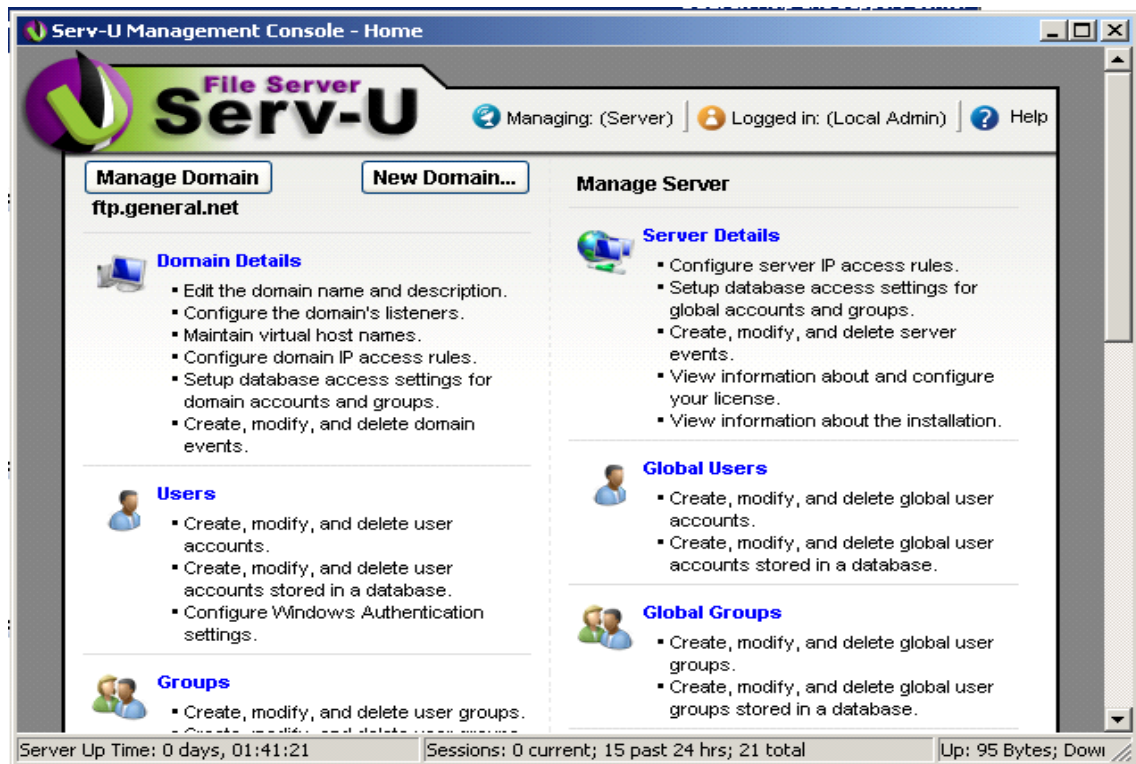 Serv-U Management Console - Home
File Server
Serv-U
Managing: (Server) Logged in: (Local Admin) Help
Manage Domain New Domain...
ftp.general.net
Domain Details
Edit the domain name and description.
Configure the domain's listeners.
Maintain virtual host names.
Configure domain IP access rules.
Setup database access settings for
domain accounts and groups.
Create, modify, and delete domain
events.
Users
Create, modify, and delete user
accounts.
Create, modify, and delete user
accounts stored in a database.
Configure Windows Authentication
settings.
Groups
Create, modify, and delete user groups.
Manage Server
Server Details
Configure server IP access rules.
Setup database access settings for
global accounts and groups.
Create, modify, and delete server
events.
View information about and configure
your license.
View information about the installation.
Global Users
Create, modify, and delete global user
accounts.
Create, modify, and delete global user
accounts stored in a database.
Global Groups
Create, modify, and delete global user
groups.
Create, modify, and delete global user
groups stored in a database.
Server Up Time: 0 days, 01:41:21 Sessions: 0 current; 15 past 24 hrs; 21 total Up: 95 Bytes;